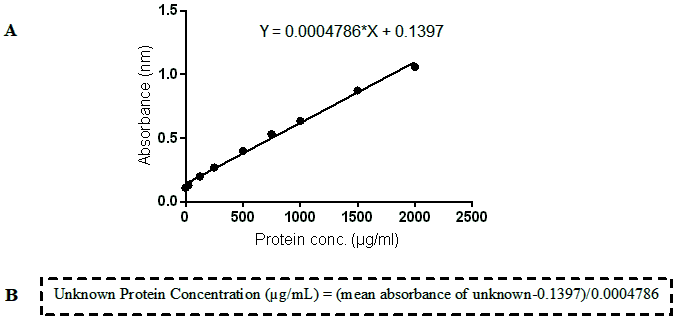 A
Y = 0.0004786*X + 0.1397
Absorbance (nm)
1.5
1.0
0.5
0.0
0 500 1000 1500 2000 2500
Protein conc. (µg/ml)
B
Unknown Protein Concentration (µg/mL) = (mean absorbance of unknown-0.1397)/0.0004786